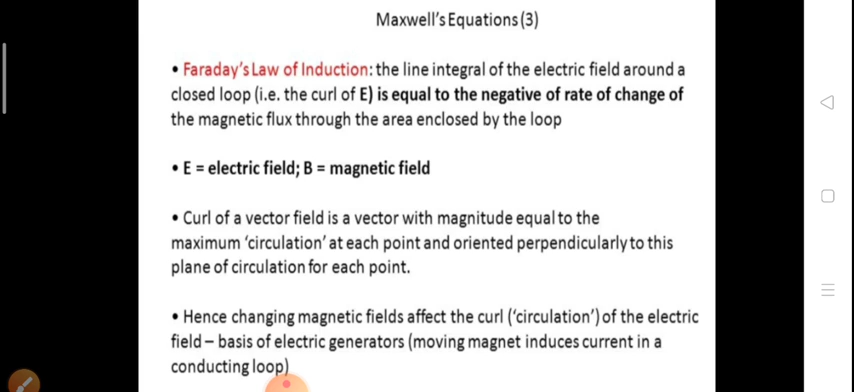 Maxwell's Equations (3)
• Faraday's Law of Induction: the line integral of the electric field around a
closed loop (i.e. the curl of E) is equal to the negative of rate of change of
the magnetic flux through the area enclosed by the loop
• E = electric field; B = magnetic field
• Curl of a vector field is a vector with magnitude equal to the
maximum 'circulation' at each point and oriented perpendicularly to this
plane of circulation for each point.
• Hence changing magnetic fields affect the curl ('circulation') of the electric
field – basis of electric generators (moving magnet induces current in a
conducting loop)